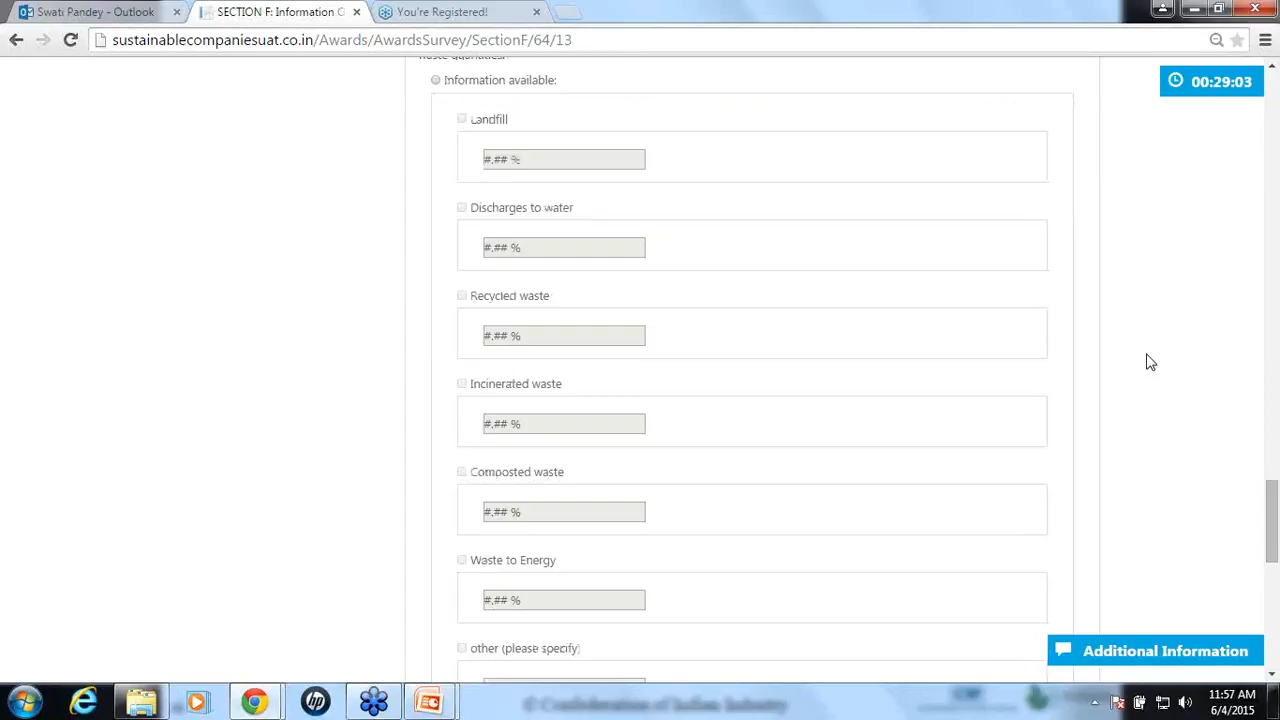 Swati Pandey - Outlook
SECTION F: Information C
You're Registered!
sustainablecompaniesuat.co.in/Awards/AwardsSurvey/SectionF/64/13
waste quantities.
Information available:
00:29:03
Landfill
#.## %
Discharges to water
#.## %
Recycled waste
#.## %
Incinerated waste
#.## %
Composted waste
#.## %
Waste to Energy
#.## %
other (please specify)
Additional Information
11:57 AM
6/4/2015